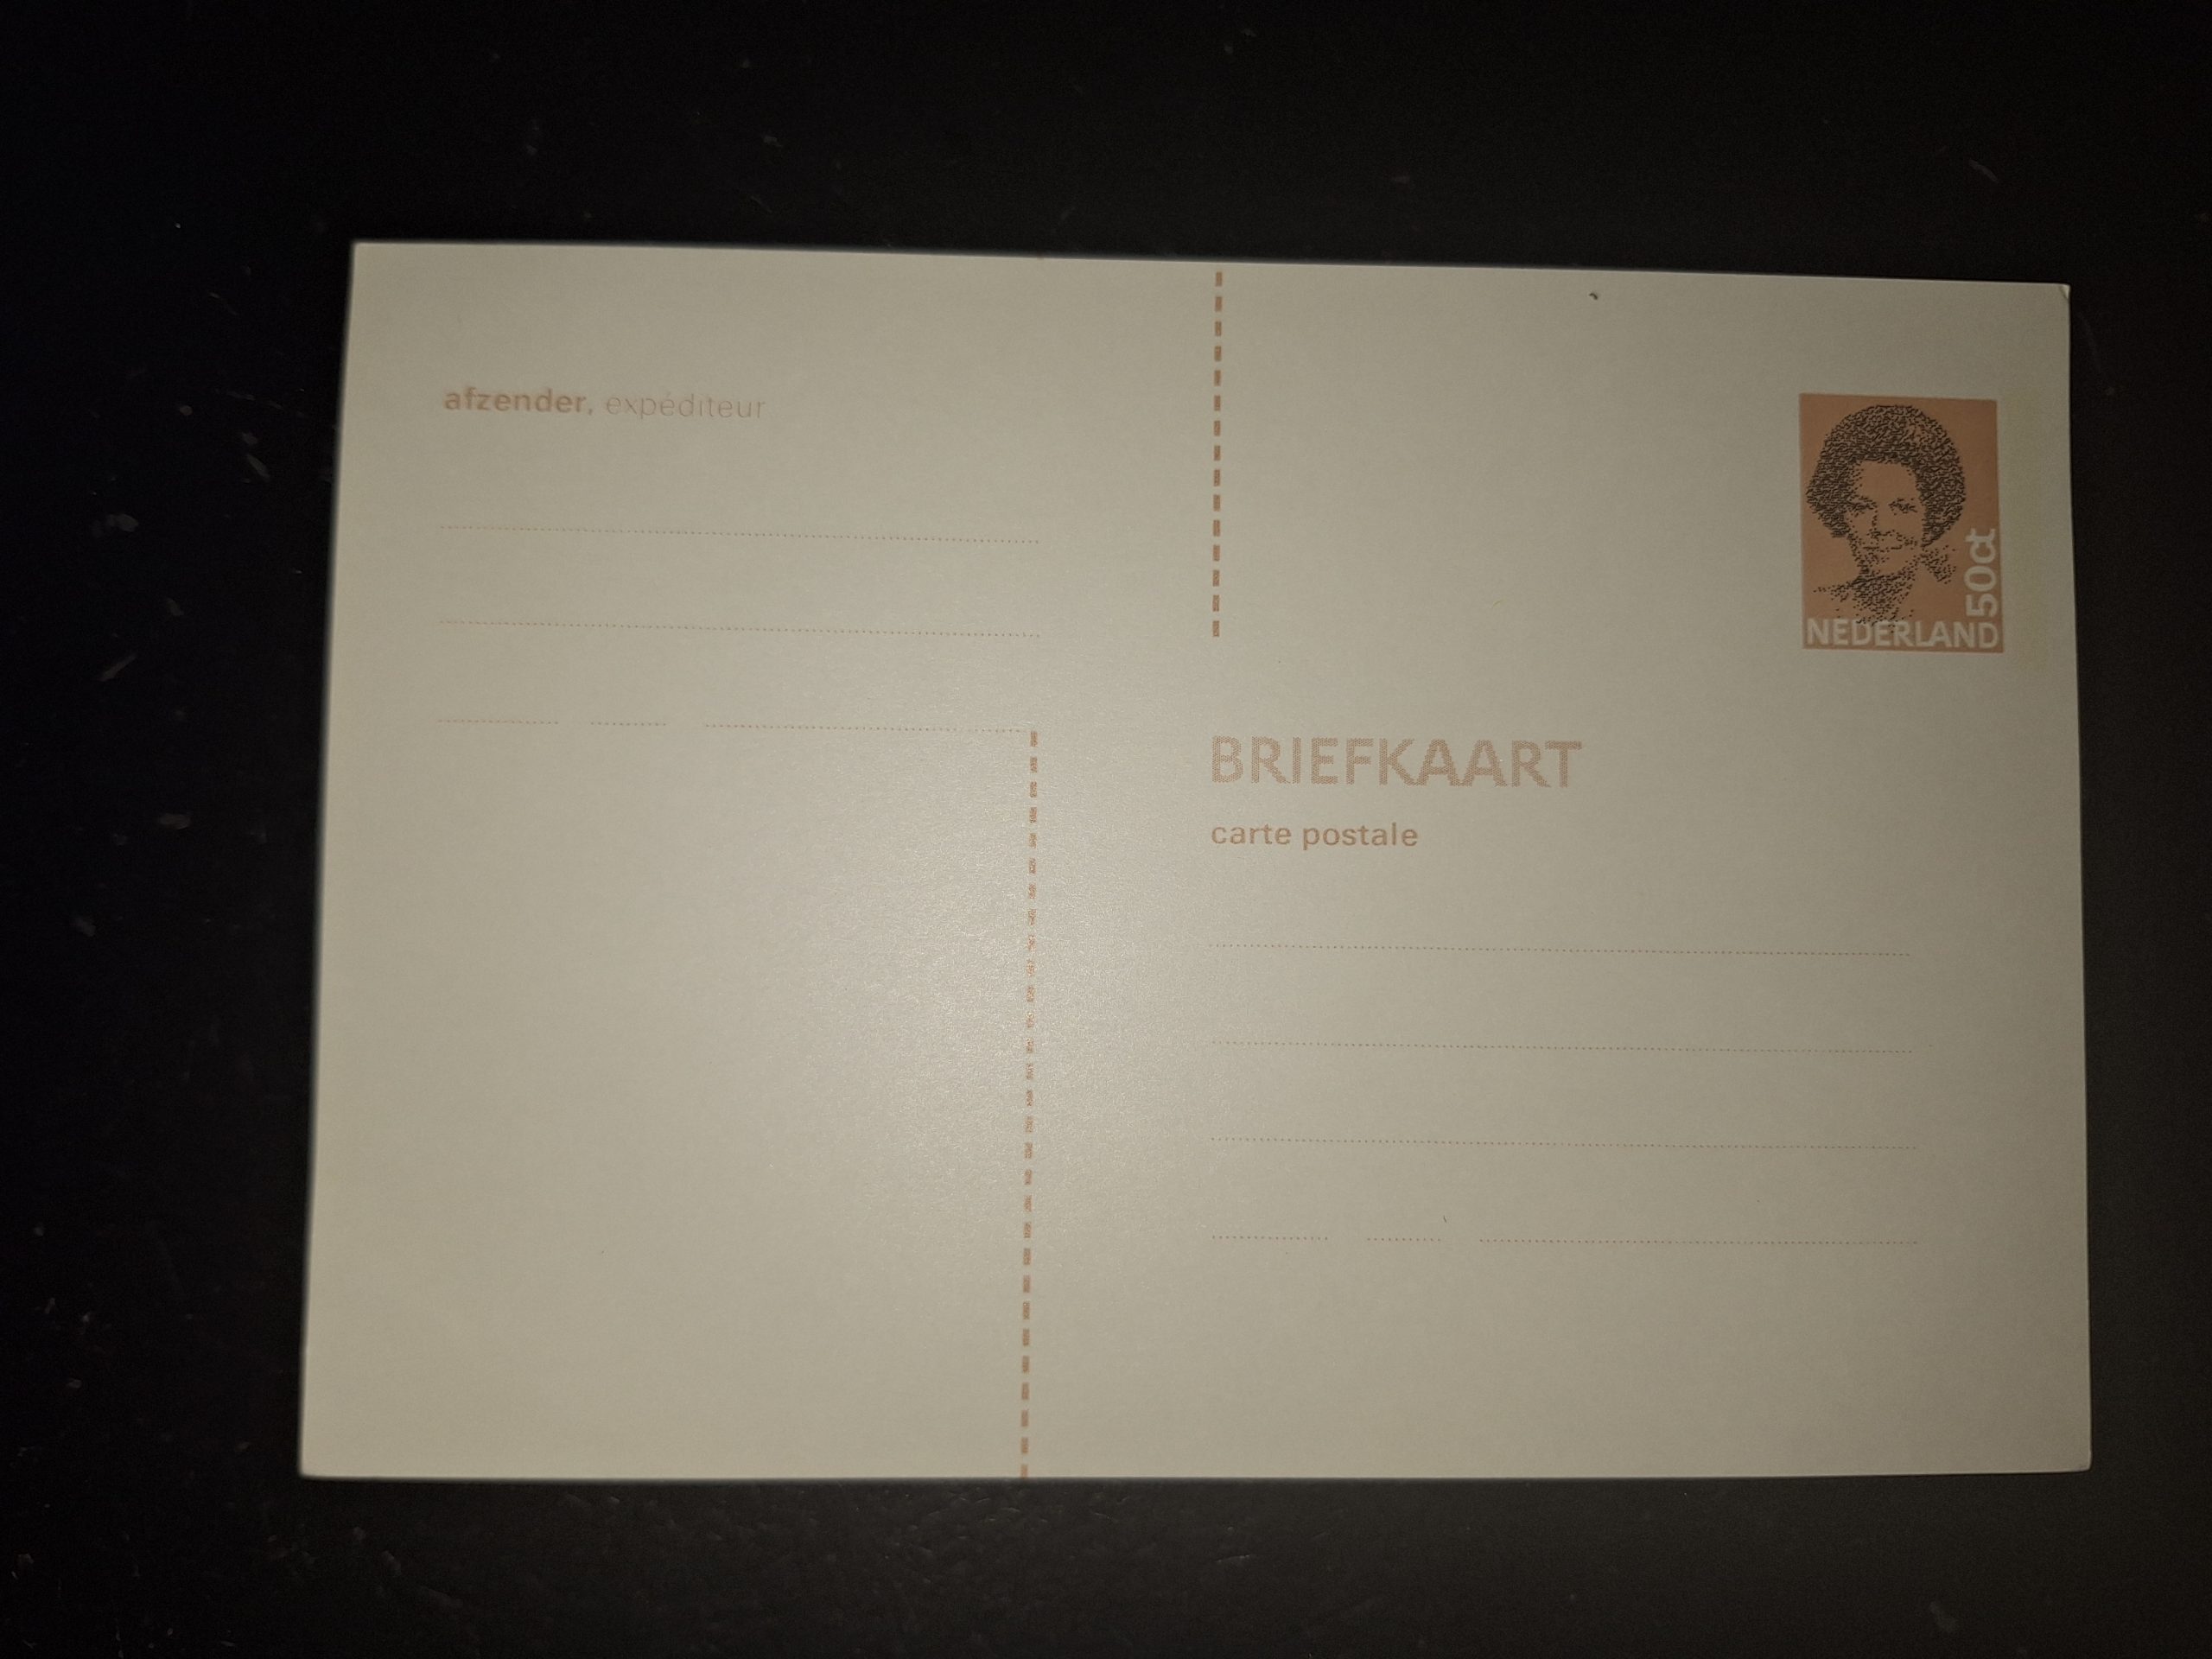 afzender, expéditeur
50ct
NEDERLAND
BRIEFKAART
carte postale